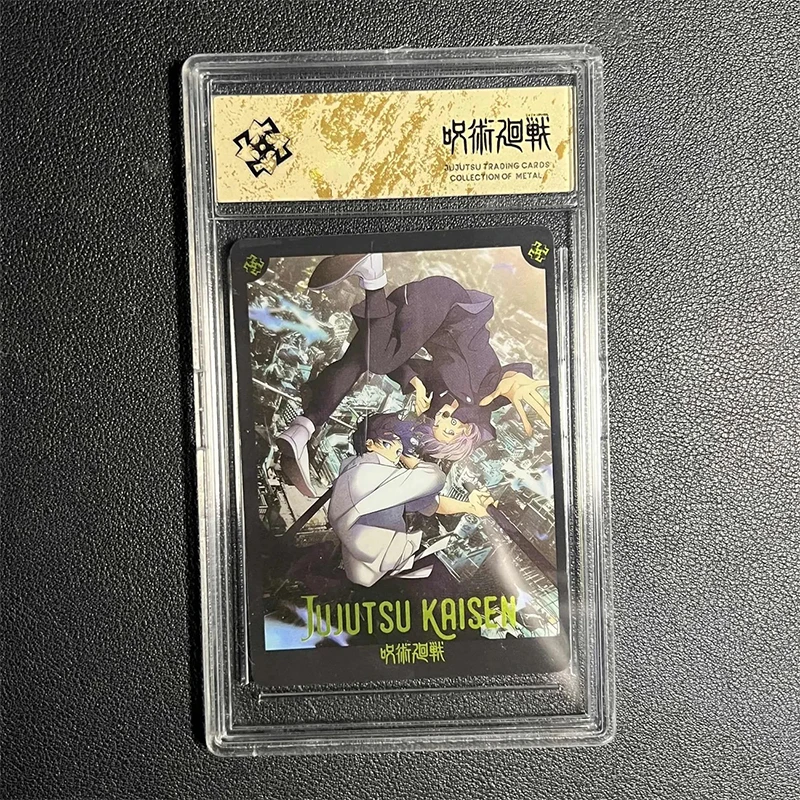 呪術廻戦
JUJUTSU TRADING CARDS
COLLECTION OF METAL
JUJUTSU KAISEN
呪術廻戦